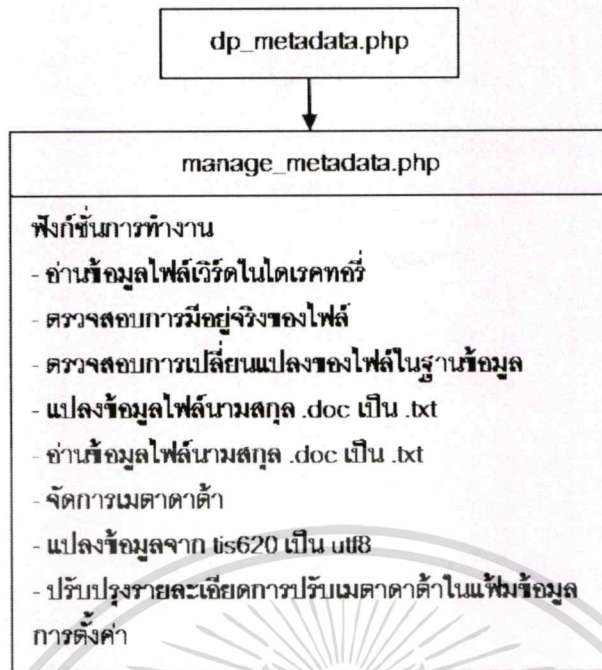 dp_metadata.php
manage_metadata.php
ฟังก์ชั่นการทำงาน
- อ่านข้อมูลไฟล์เวิร์ดในไดเรคทอรี่
- ตรวจสอบการมีอยู่จริงของไฟล์
- ตรวจสอบการเปลี่ยนแปลงของไฟล์ในฐานข้อมูล
- แปลงข้อมูลไฟล์นามสกุล .doc เป็น .txt
- อ่านข้อมูลไฟล์นามสกุล .doc เป็น .txt
- จัดการเมตาดาต้า
- แปลงข้อมูลจาก tis620 เป็น utf8
- ปรับปรุงรายละเอียดการปรับเมตาดาต้าในแฟ้มข้อมูล
การตั้งค่า